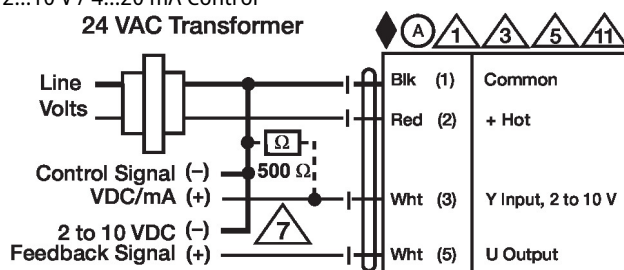 2...10 V / 4...20 mA Control
24 VAC Transformer
A 1 3 5 11
Line
Volts
Blk (1) Common
Red (2) + Hot
Ω
500 Ω
Control Signal (–)
VDC/mA (+)
Wht (3) Y Input, 2 to 10 V
7
2 to 10 VDC (–)
Feedback Signal (+)
Wht (5) U Output